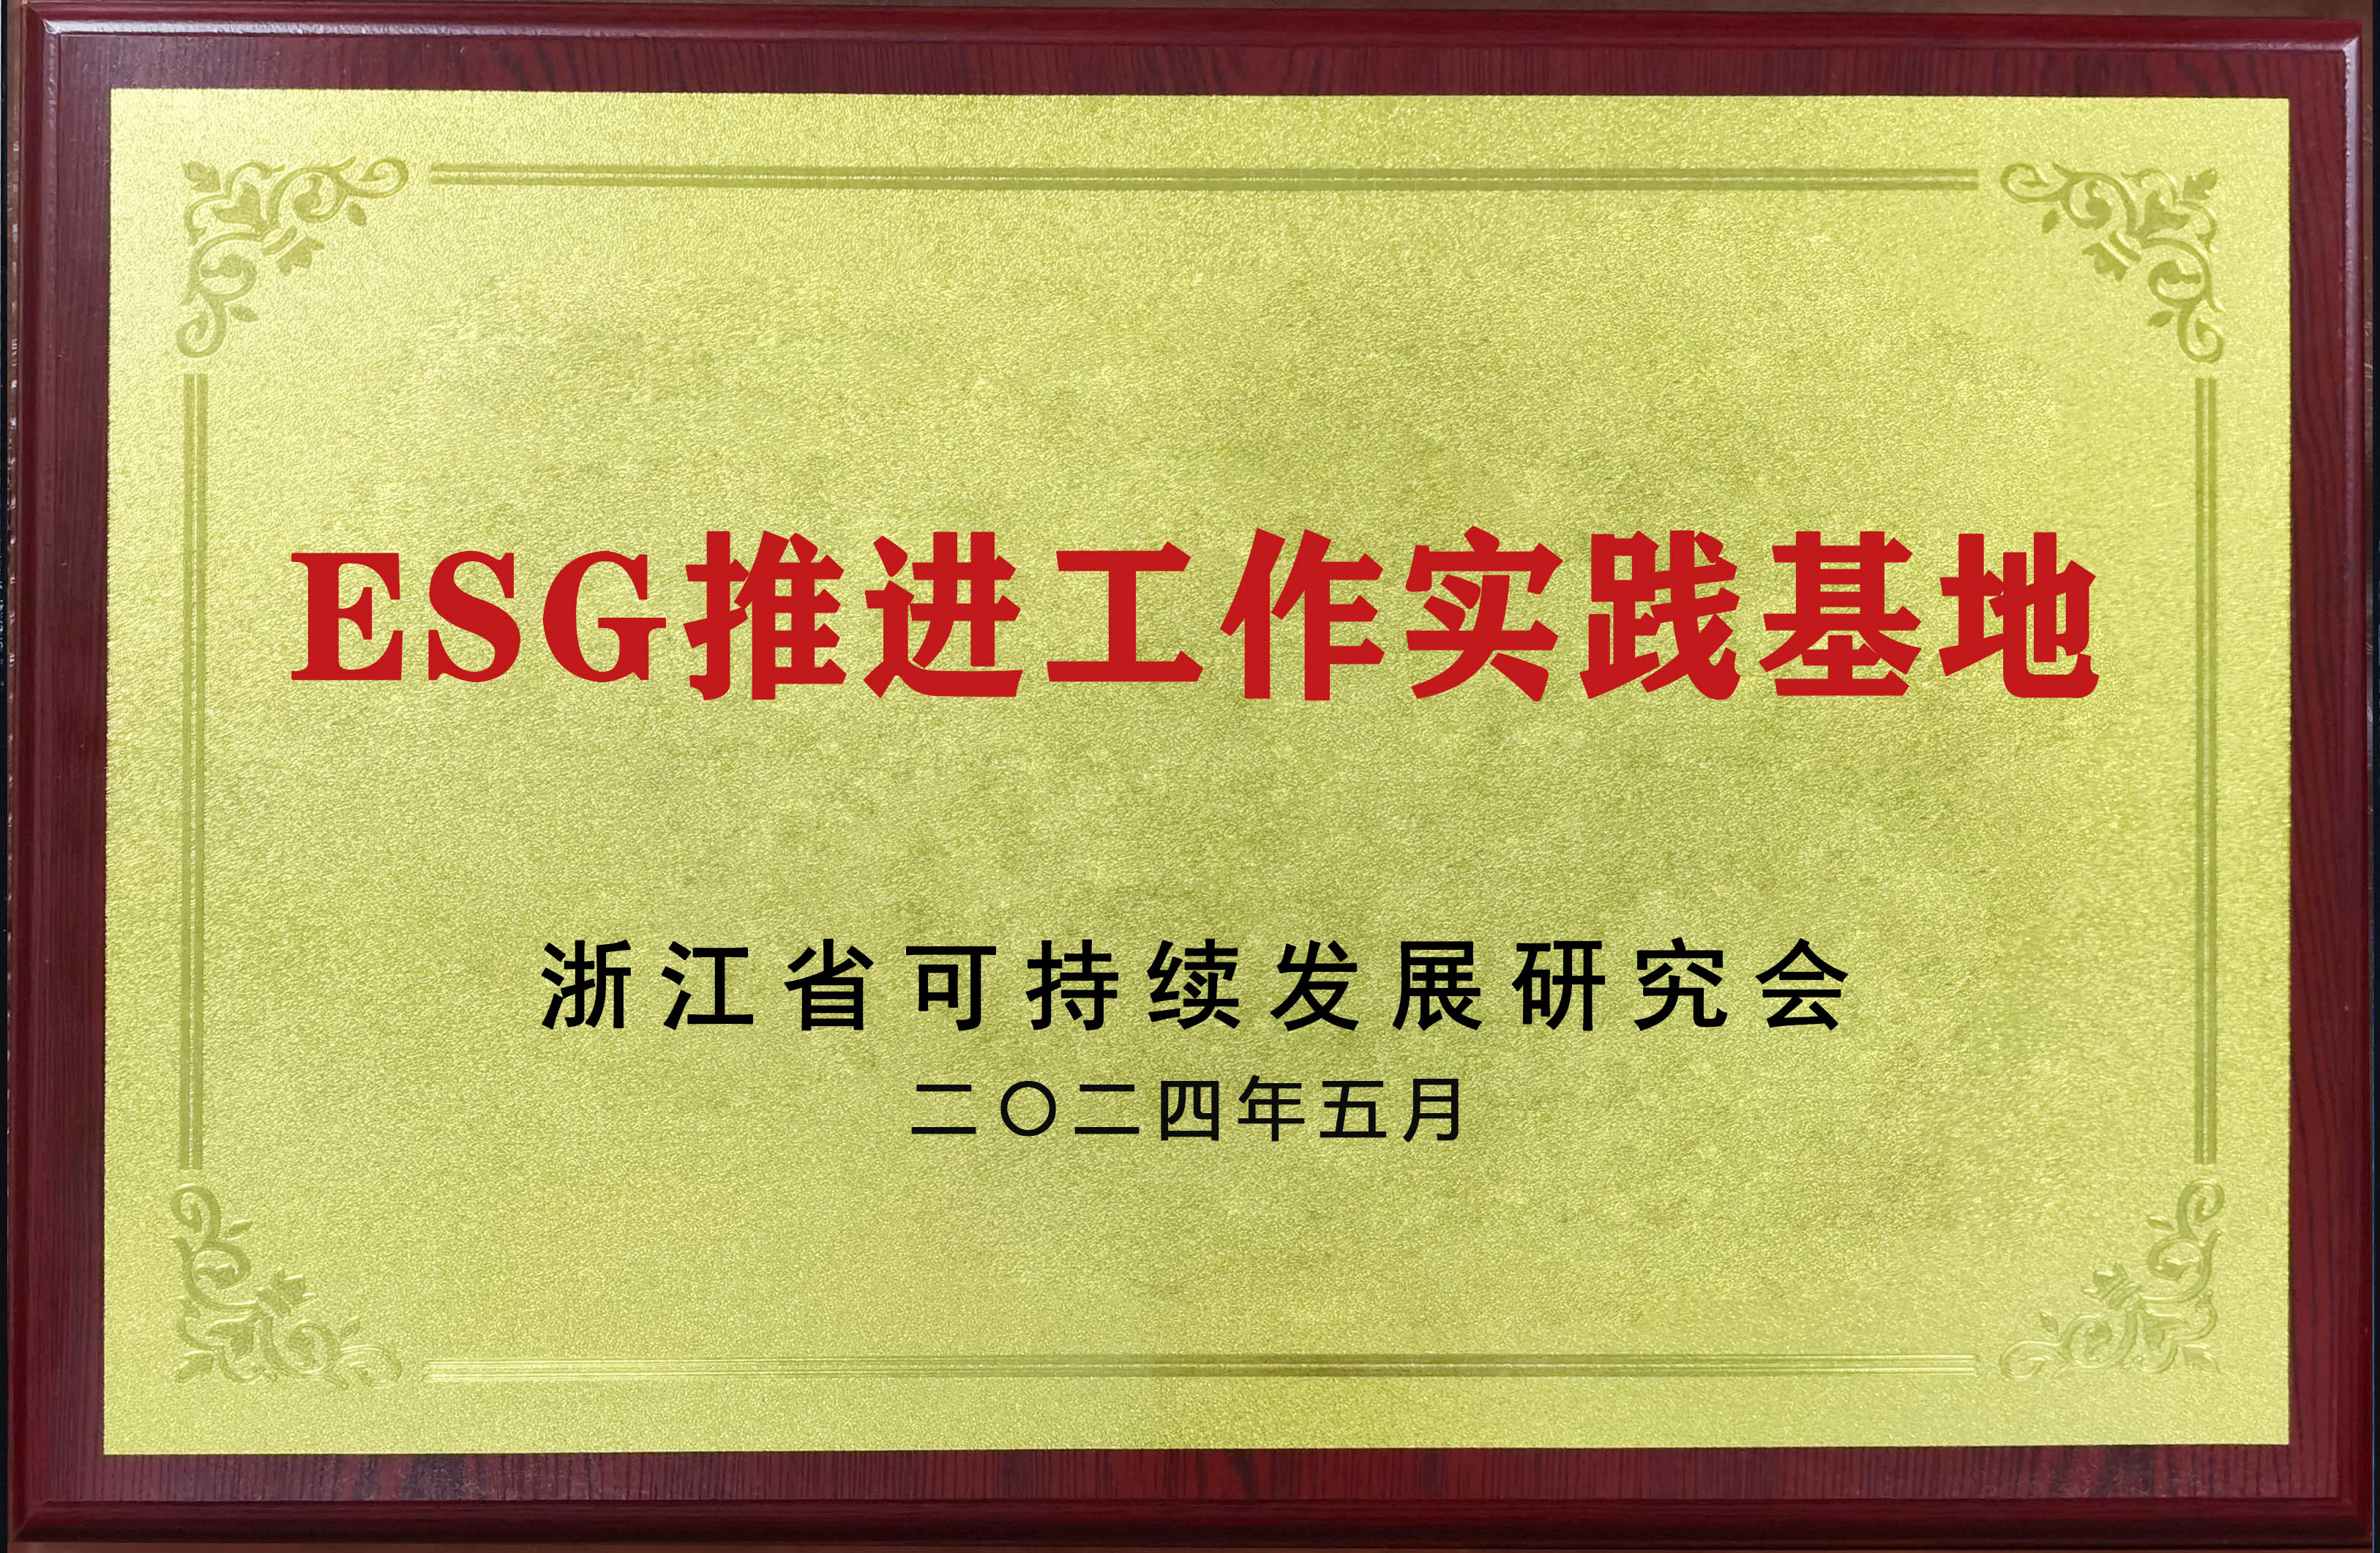 ESG推进工作实践基地
浙江省可持续发展研究会
二〇二四年五月